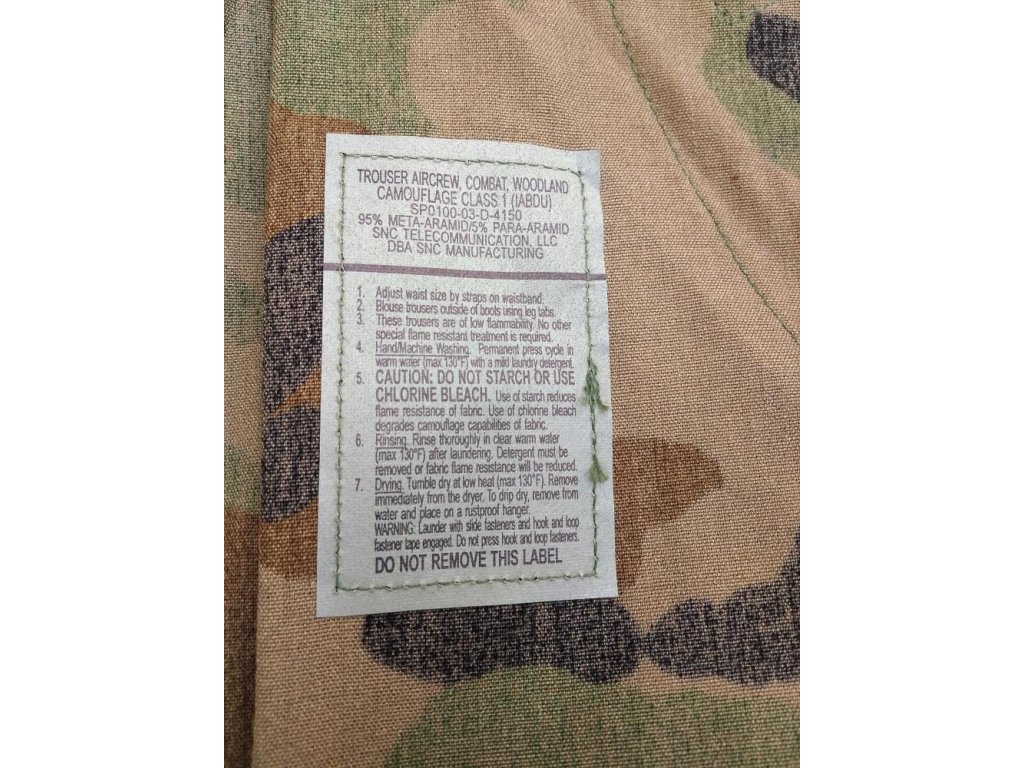 TROUSER AIRCREW, COMBAT, WOODLAND
CAMOUFLAGE CLASS 1 (IABDU)
SP0100-03-D-4150
95% META-ARAMID/5% PARA-ARAMID
SNC TELECOMMUNICATION, LLC
DBA SNC MANUFACTURING
1. Adjust waist size by straps on waistband.
2. Blouse trousers outside of boots using leg tabs.
3. These trousers are of low flammability. No other
special flame resistant treatment is required.
4. Hand/Machine Washing. Permanent press cycle in
warm water (max 130°F) with a mild laundry detergent.
5. CAUTION: DO NOT STARCH OR USE
CHLORINE BLEACH. Use of starch reduces
flame resistance of fabric. Use of chlorine bleach
degrades camouflage capabilities of fabric.
6. Rinsing. Rinse thoroughly in clear warm water
(max 130°F) after laundering. Detergent must be
removed or fabric flame resistance will be reduced.
7. Drying. Tumble dry at low heat (max 130°F). Remove
immediately from the dryer. To drip dry, remove from
water and place on a rustproof hanger.
WARNING: Launder with slide fasteners and hook and loop
fastener tape engaged. Do not press hook and loop fasteners.
DO NOT REMOVE THIS LABEL